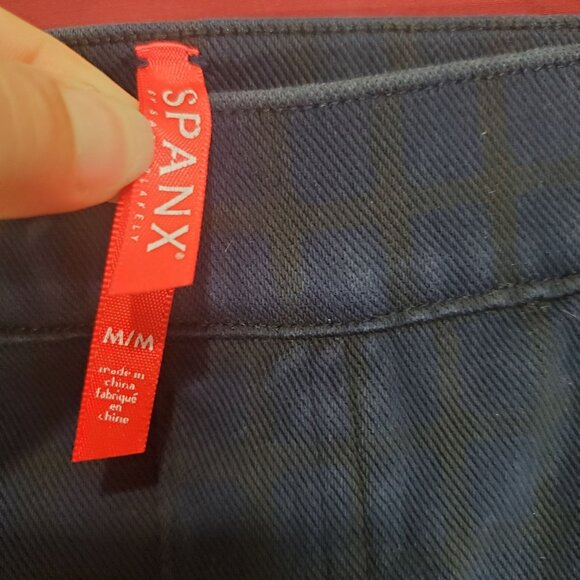 SPANX®
M/M
made in
china
fabriqué
en
chine